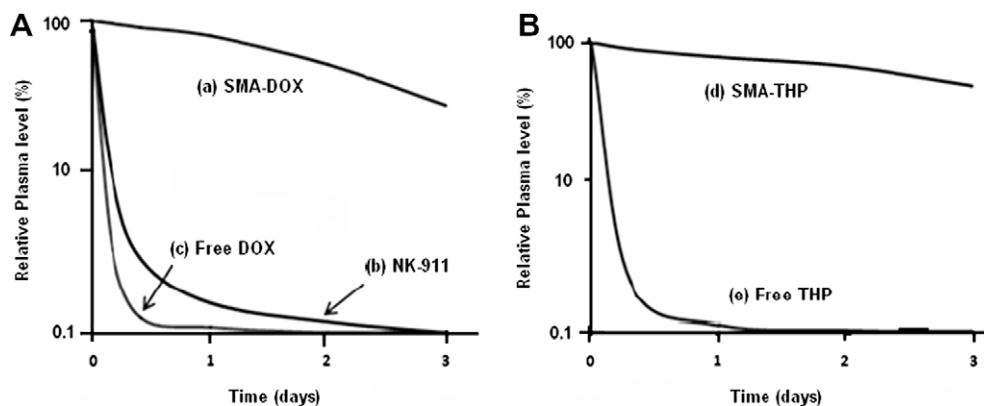 A
Relative Plasma level (%)
100
10
0.1
(a) SMA-DOX
(c) Free DOX
(b) NK-911
0 1 2 3
Time (days)
B
Relative Plasma level (%)
100
10
0.1
(d) SMA-THP
(e) Free THP
0 1 2 3
Time (days)